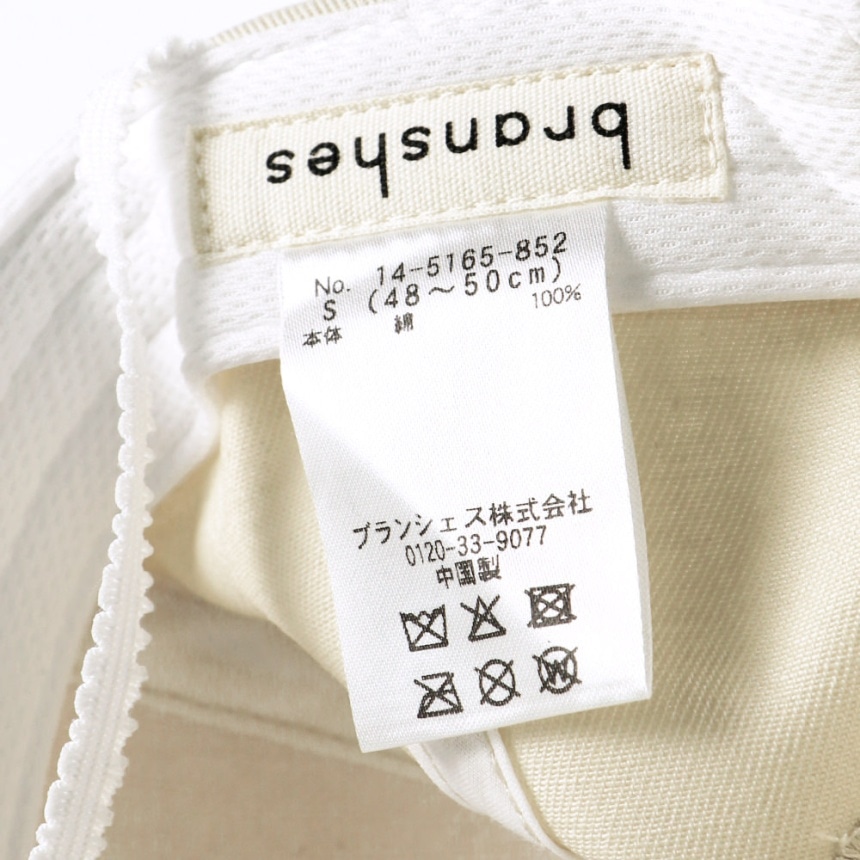 branshes
No. 14-5165-852
S (48～50cm)
本体 綿 100%
ブランシェス株式会社
0120-33-9077
中国製